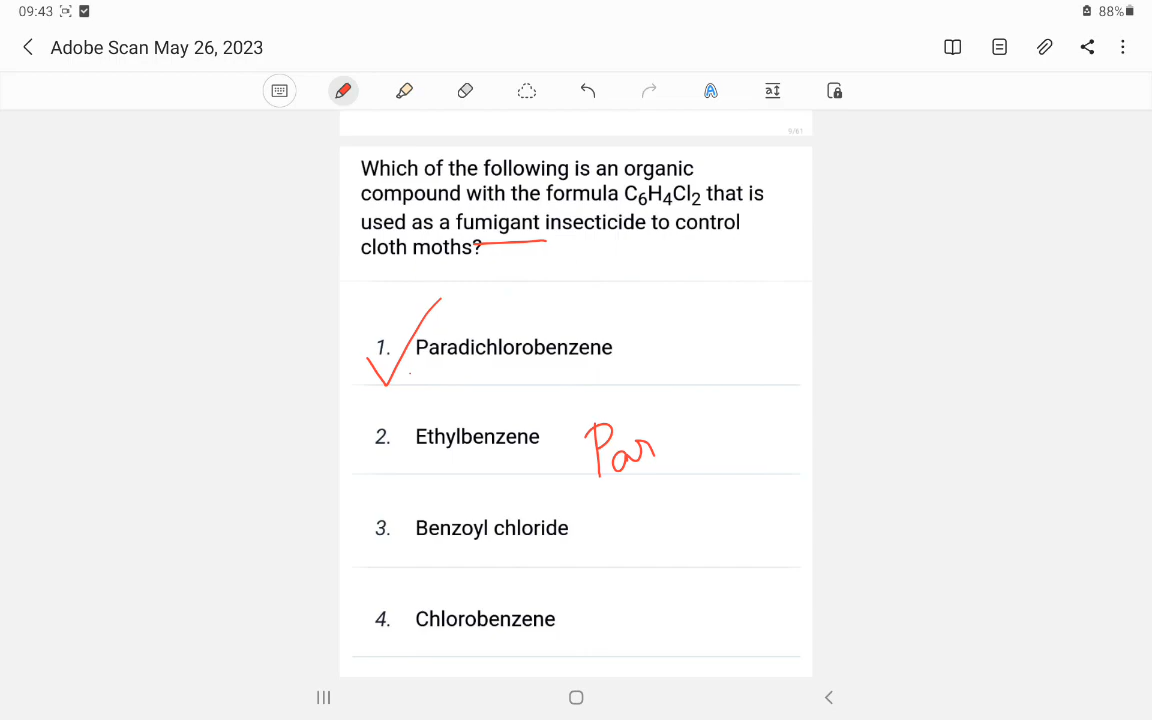 09:43
88%
Adobe Scan May 26, 2023
9/61
Which of the following is an organic
compound with the formula C₆H₄Cl₂ that is
used as a fumigant insecticide to control
cloth moths?
1. Paradichlorobenzene
2. Ethylbenzene
Par
3. Benzoyl chloride
4. Chlorobenzene